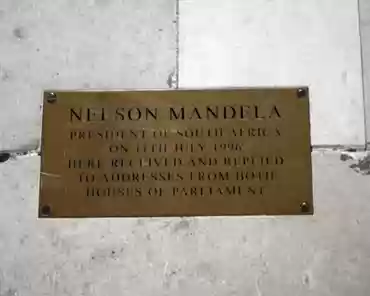 NELSON MANDELA
PRESIDENT OF SOUTH AFRICA
ON 11TH JULY 1996
HERE RECEIVED AND REPLIED
TO ADDRESSES FROM BOTH
HOUSES OF PARLIAMENT